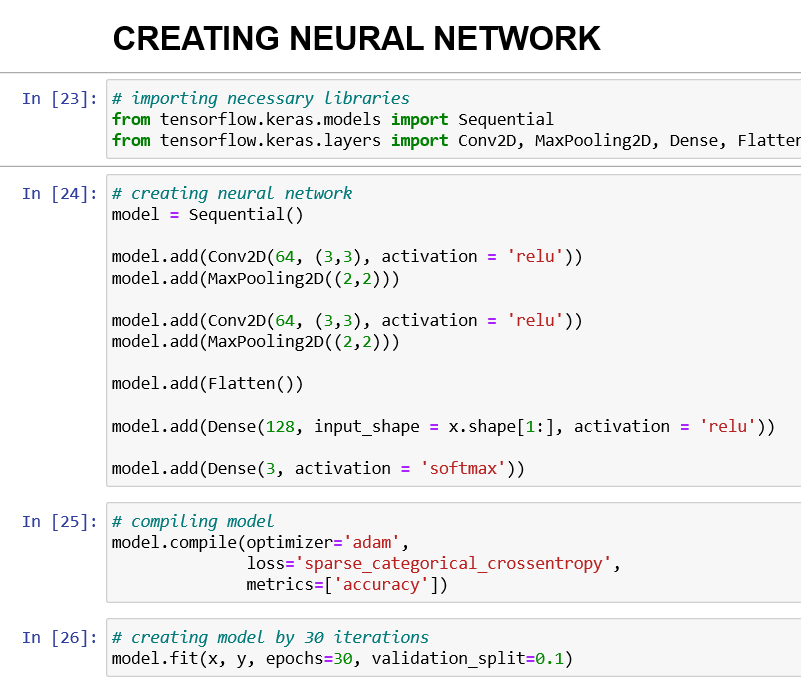 CREATING NEURAL NETWORK
In [23]: # importing necessary libraries
from tensorflow.keras.models import Sequential
from tensorflow.keras.layers import Conv2D, MaxPooling2D, Dense, Flatten
In [24]: # creating neural network
model = Sequential()
model.add(Conv2D(64, (3,3), activation = 'relu'))
model.add(MaxPooling2D((2,2)))
model.add(Conv2D(64, (3,3), activation = 'relu'))
model.add(MaxPooling2D((2,2)))
model.add(Flatten())
model.add(Dense(128, input_shape = x.shape[1:], activation = 'relu'))
model.add(Dense(3, activation = 'softmax'))
In [25]: # compiling model
model.compile(optimizer='adam',
loss='sparse_categorical_crossentropy',
metrics=['accuracy'])
In [26]: # creating model by 30 iterations
model.fit(x, y, epochs=30, validation_split=0.1)